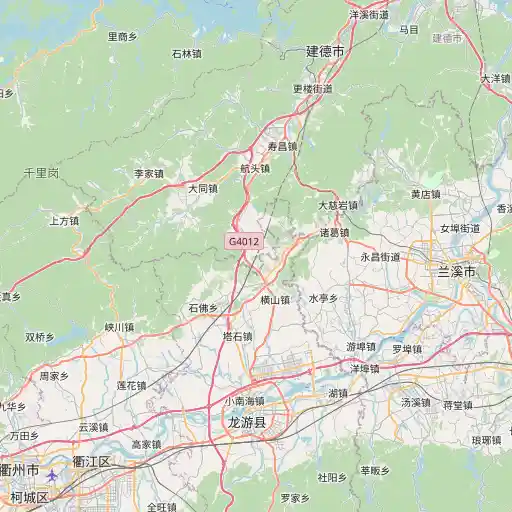 洋溪街道
马目
里商乡
石林镇
建德市
建德市
大洋镇
更楼街道
寿昌镇
千里岗
李家镇
航头镇
大同镇
黄店镇
大慈岩镇
上方镇
诸葛镇
女埠街道
香溪
G4012
永昌街道
兰溪市
真乡
石佛乡
横山镇
水亭乡
双桥乡
峡川镇
塔石镇
游埠镇
罗埠镇
周家乡
莲花镇
洋埠镇
九华乡
小南海镇
湖镇
汤溪镇
蒋堂镇
云溪镇
龙游县
万田乡
高家镇
琅琊镇
衢州市
衢江区
莘畈乡
社阳乡
柯城区
罗家乡
全旺镇